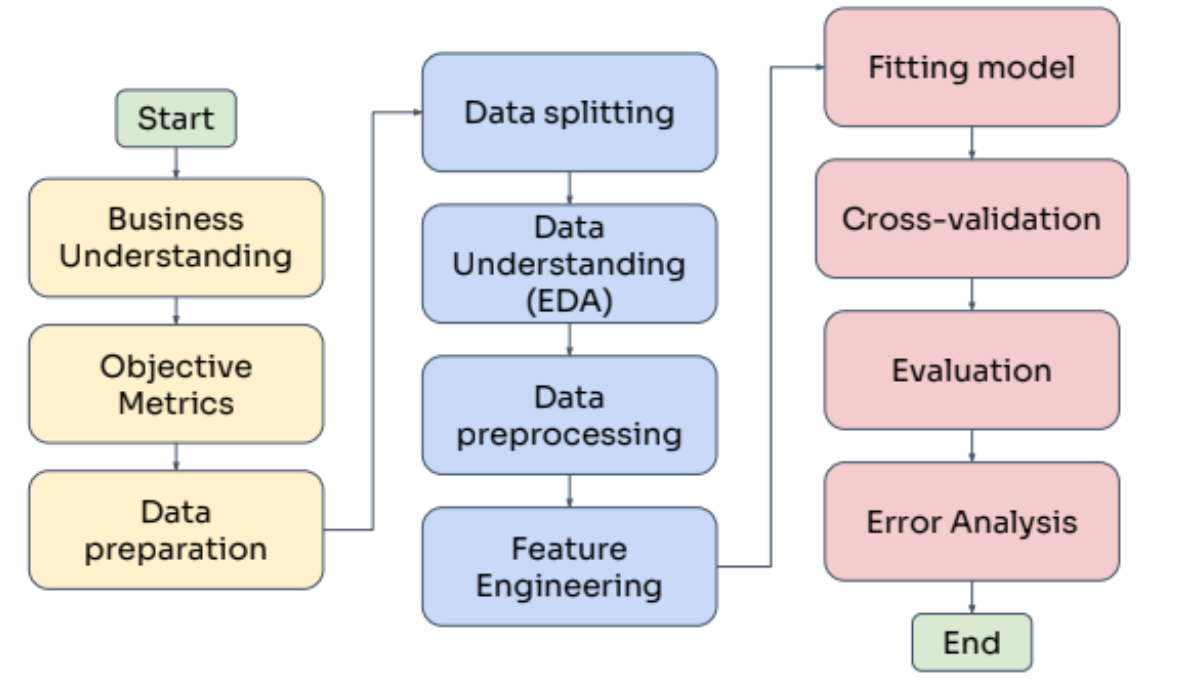 Start
Business
Understanding
Objective
Metrics
Data
preparation
Data splitting
Data
Understanding
(EDA)
Data
preprocessing
Feature
Engineering
Fitting model
Cross-validation
Evaluation
Error Analysis
End